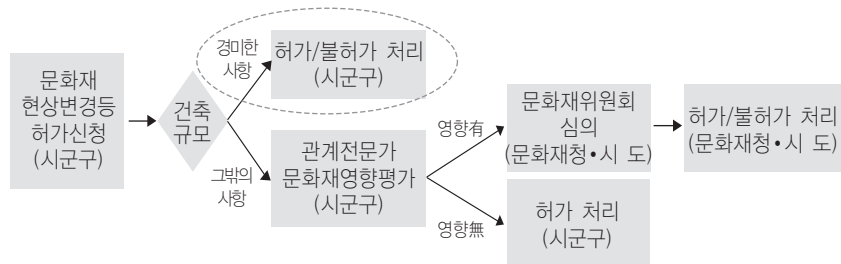 문화재
현상변경등
허가신청
(시군구)
건축
규모
경미한
사항
허가/불허가 처리
(시군구)
그밖의
사항
관계전문가
문화재영향평가
(시군구)
영향有
문화재위원회
심의
(문화재청•시 도)
허가/불허가 처리
(문화재청•시 도)
영향無
허가 처리
(시군구)